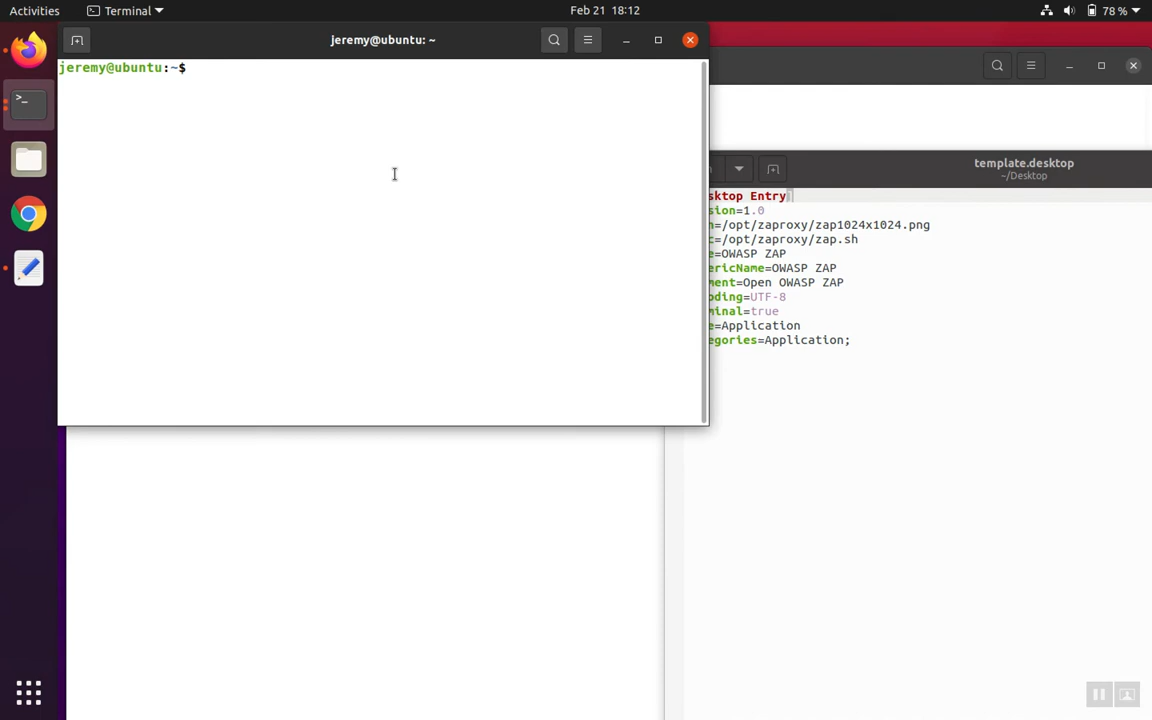 Activities
Terminal
Feb 21 18:12
78 %
jeremy@ubuntu: ~
jeremy@ubuntu:~$
template.desktop
~/Desktop
sktop Entry
sion=1.0
=/opt/zaproxy/zap1024x1024.png
=/opt/zaproxy/zap.sh
e=OWASP ZAP
ericName=OWASP ZAP
ment=Open OWASP ZAP
oding=UTF-8
minal=true
e=Application
egories=Application;